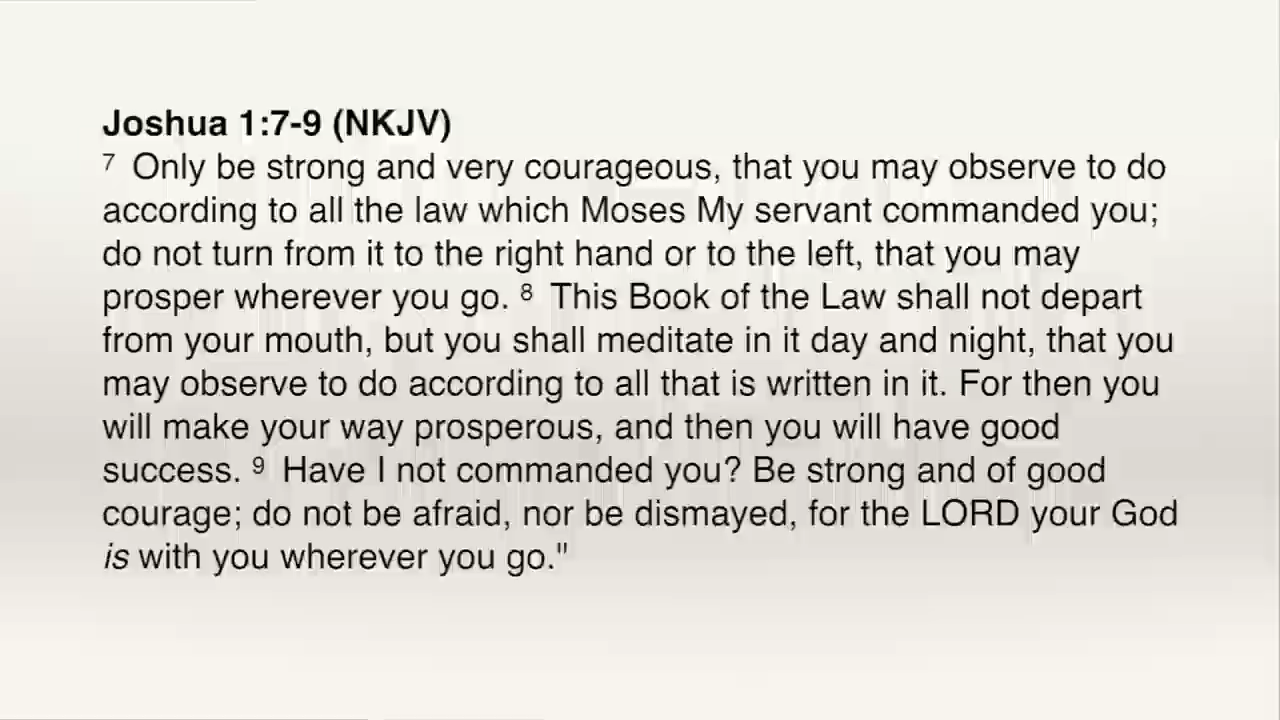 Joshua 1:7-9 (NKJV)
7 Only be strong and very courageous, that you may observe to do
according to all the law which Moses My servant commanded you;
do not turn from it to the right hand or to the left, that you may
prosper wherever you go. 8 This Book of the Law shall not depart
from your mouth, but you shall meditate in it day and night, that you
may observe to do according to all that is written in it. For then you
will make your way prosperous, and then you will have good
success. 9 Have I not commanded you? Be strong and of good
courage; do not be afraid, nor be dismayed, for the LORD your God
is with you wherever you go."